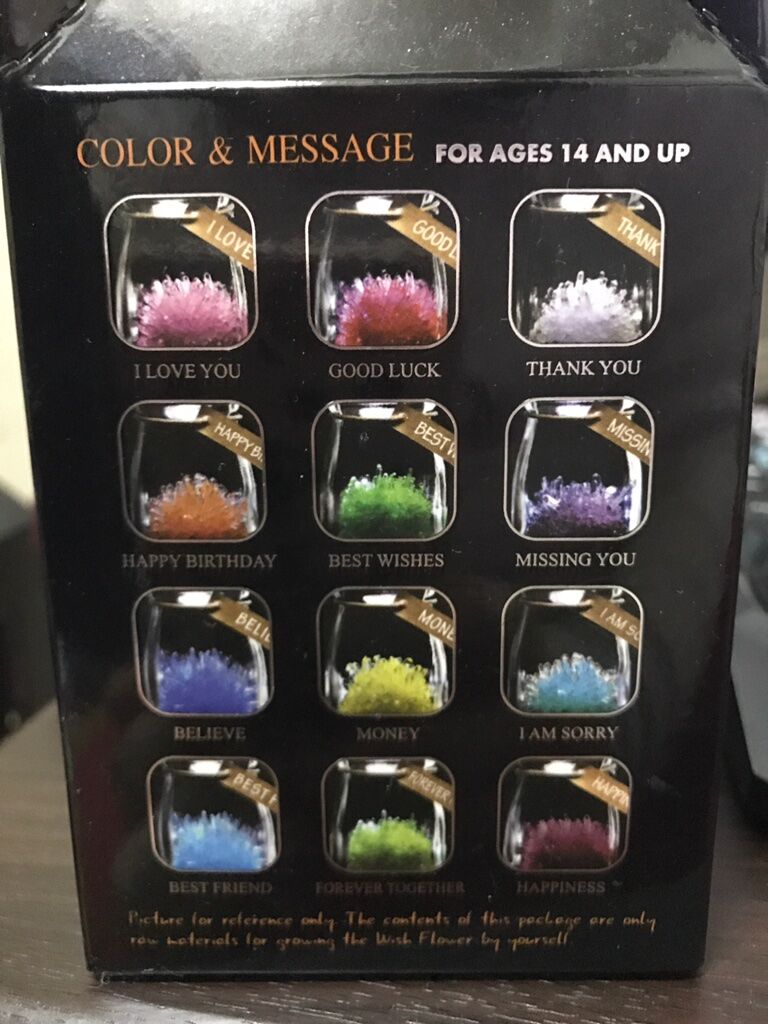 COLOR & MESSAGE FOR AGES 14 AND UP
I LOVE
GOOD L
THANK
I LOVE YOU
GOOD LUCK
THANK YOU
HAPPY B
BEST W
MISSIN
HAPPY BIRTHDAY
BEST WISHES
MISSING YOU
BELIE
MONE
I AM SO
BELIEVE
MONEY
I AM SORRY
BEST F
FOREVER
HAPPIN
BEST FRIEND
FOREVER TOGETHER
HAPPINESS
Picture for reference only. The contents of this package are only
raw materials for growing the Wish Flower by yourself.